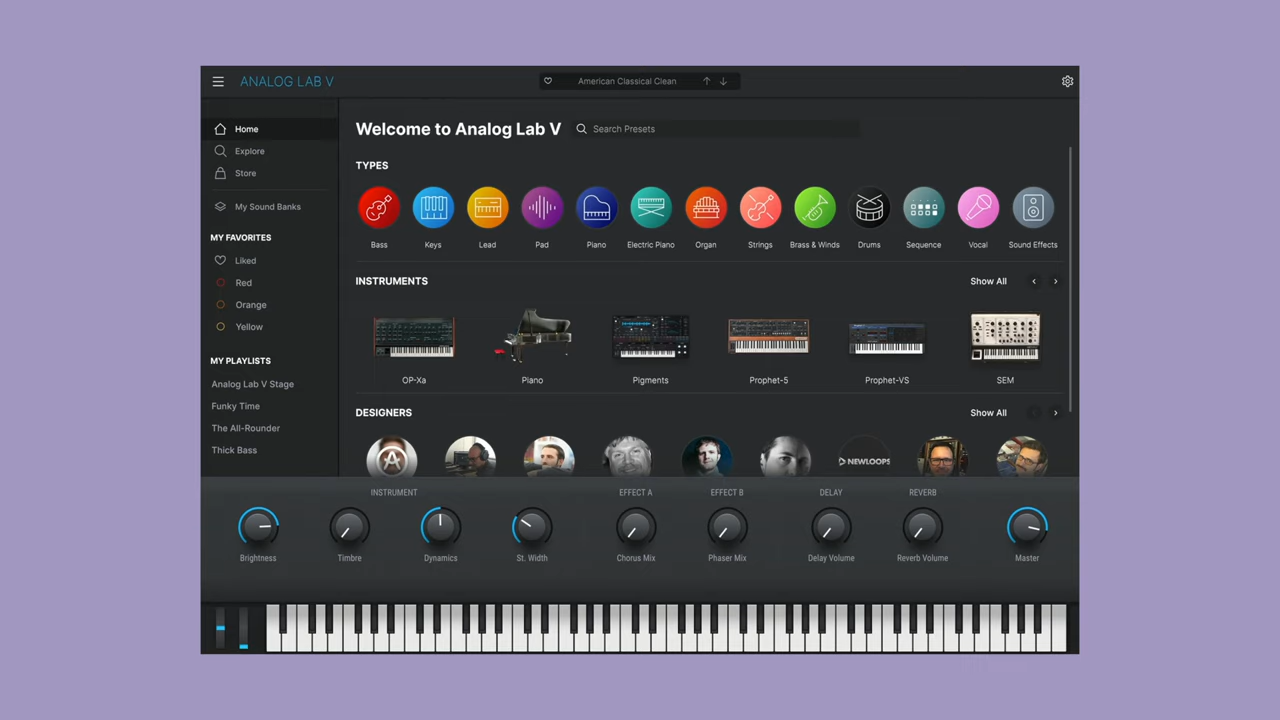 ANALOG LAB V
American Classical Clean
Home
Explore
Store
My Sound Banks
MY FAVORITES
Liked
Red
Orange
Yellow
MY PLAYLISTS
Analog Lab V Stage
Funky Time
The All-Rounder
Thick Bass
Welcome to Analog Lab V
Search Presets
TYPES
Bass Keys Lead Pad Piano Electric Piano Organ Strings Brass & Winds Drums Sequence Vocal Sound Effects
INSTRUMENTS Show All
OP-Xa Piano Pigments Prophet-5 Prophet-VS SEM
DESIGNERS Show All
NEWLOOPS
INSTRUMENT EFFECT A EFFECT B DELAY REVERB
Brightness Timbre Dynamics St. Width Chorus Mix Phaser Mix Delay Volume Reverb Volume Master